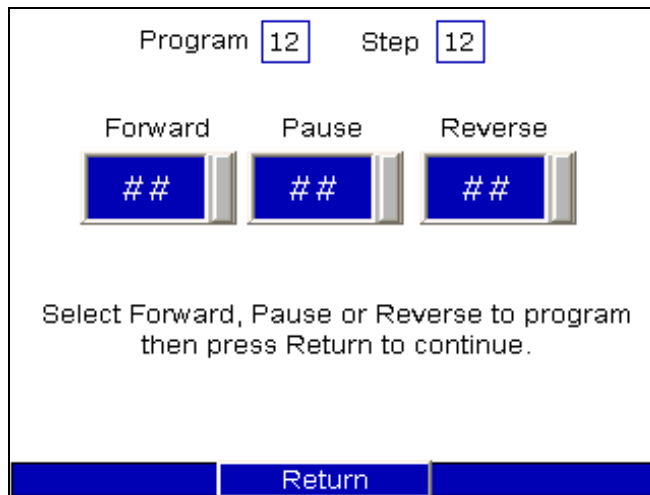 Program 12 Step 12
Forward Pause Reverse
## ## ##
Select Forward, Pause or Reverse to program
then press Return to continue.
Return